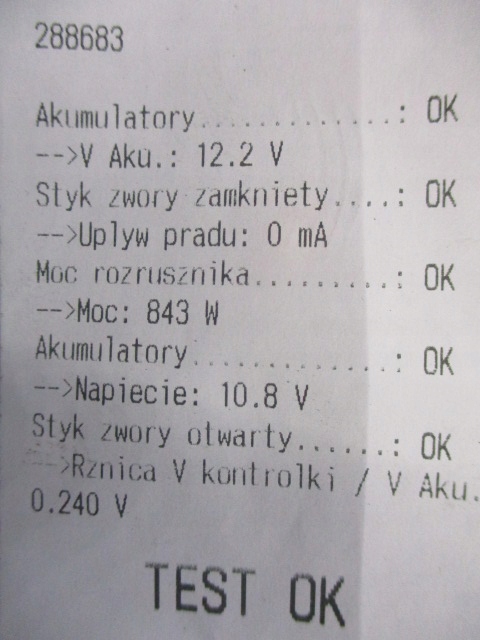 288683
Akumulatory..............: OK
-->V Aku.: 12.2 V
Styk zwory zamkniety....: OK
-->Uplyw pradu: 0 mA
Moc rozrusznika.........: OK
-->Moc: 843 W
Akumulatory.............: OK
-->Napiecie: 10.8 V
Styk zwory otwarty......: OK
-->Rznica V kontrolki / V Aku.
0.240 V
TEST OK